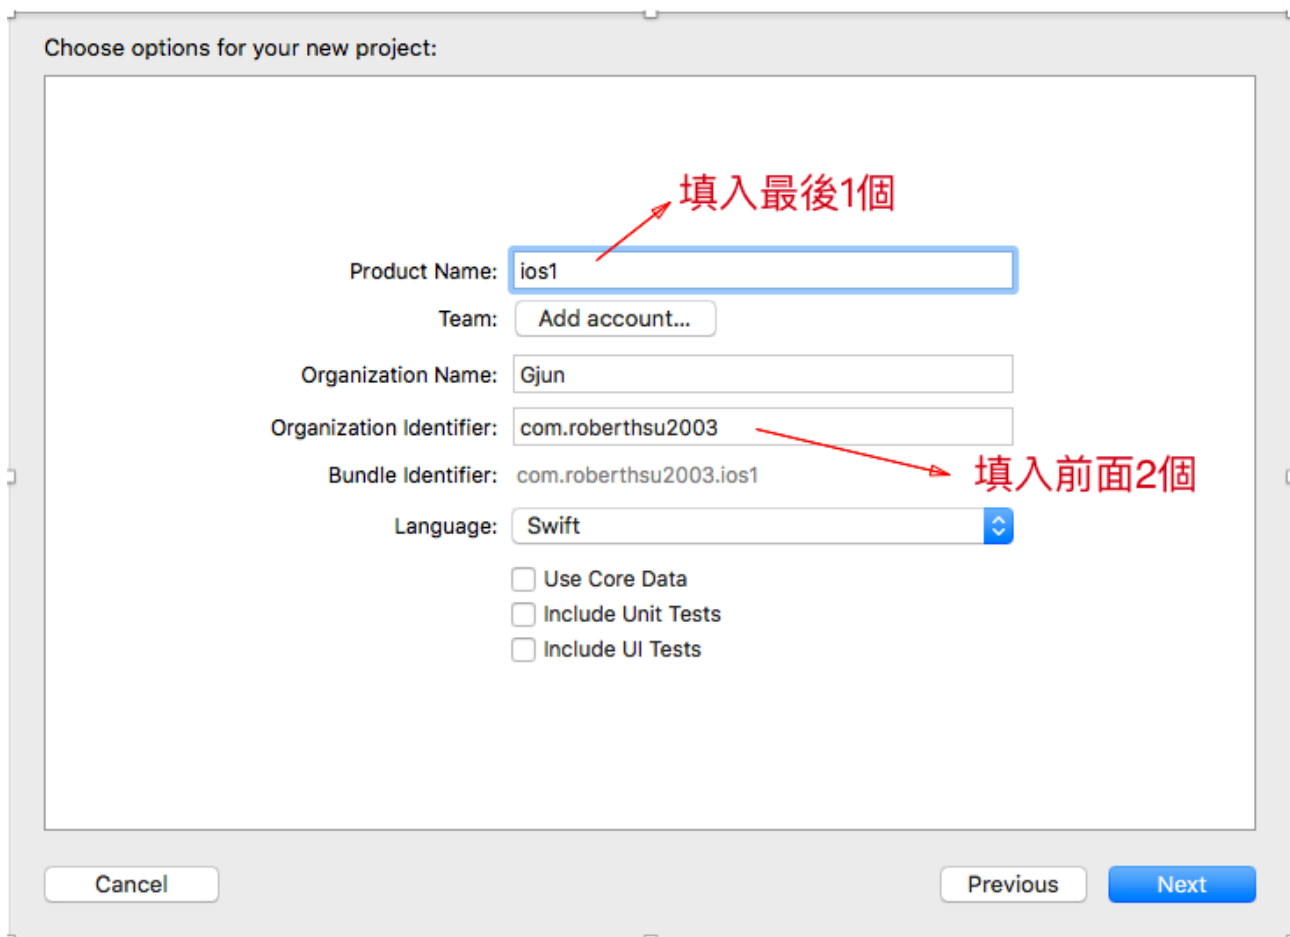 Choose options for your new project:
填入最後1個
Product Name: ios1
Team: Add account...
Organization Name: Gjun
Organization Identifier: com.roberthsu2003
填入前面2個
Bundle Identifier: com.roberthsu2003.ios1
Language: Swift
Use Core Data
Include Unit Tests
Include UI Tests
Cancel Previous Next